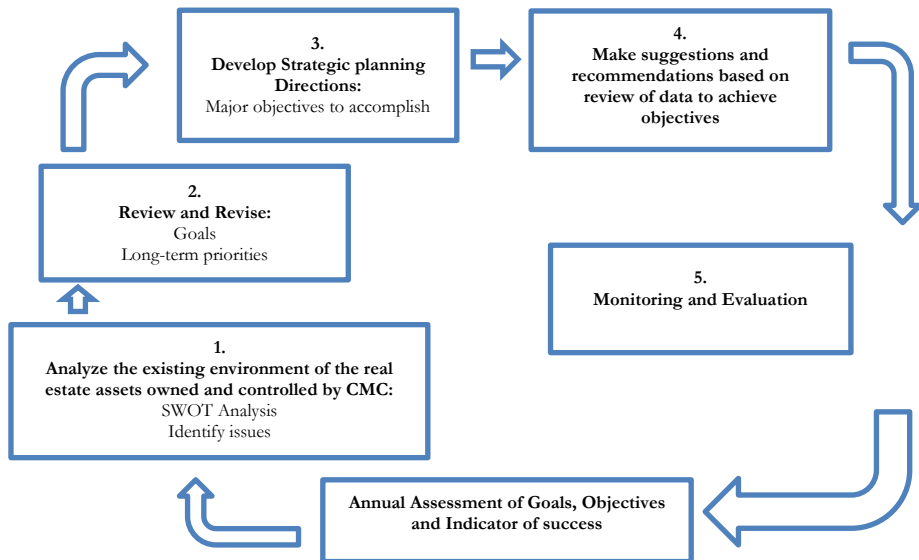 1.
Analyze the existing environment of the real
estate assets owned and controlled by CMC:
SWOT Analysis
Identify issues
2.
Review and Revise:
Goals
Long-term priorities
3.
Develop Strategic planning
Directions:
Major objectives to accomplish
4.
Make suggestions and
recommendations based on
review of data to achieve
objectives
5.
Monitoring and Evaluation
Annual Assessment of Goals, Objectives
and Indicator of success